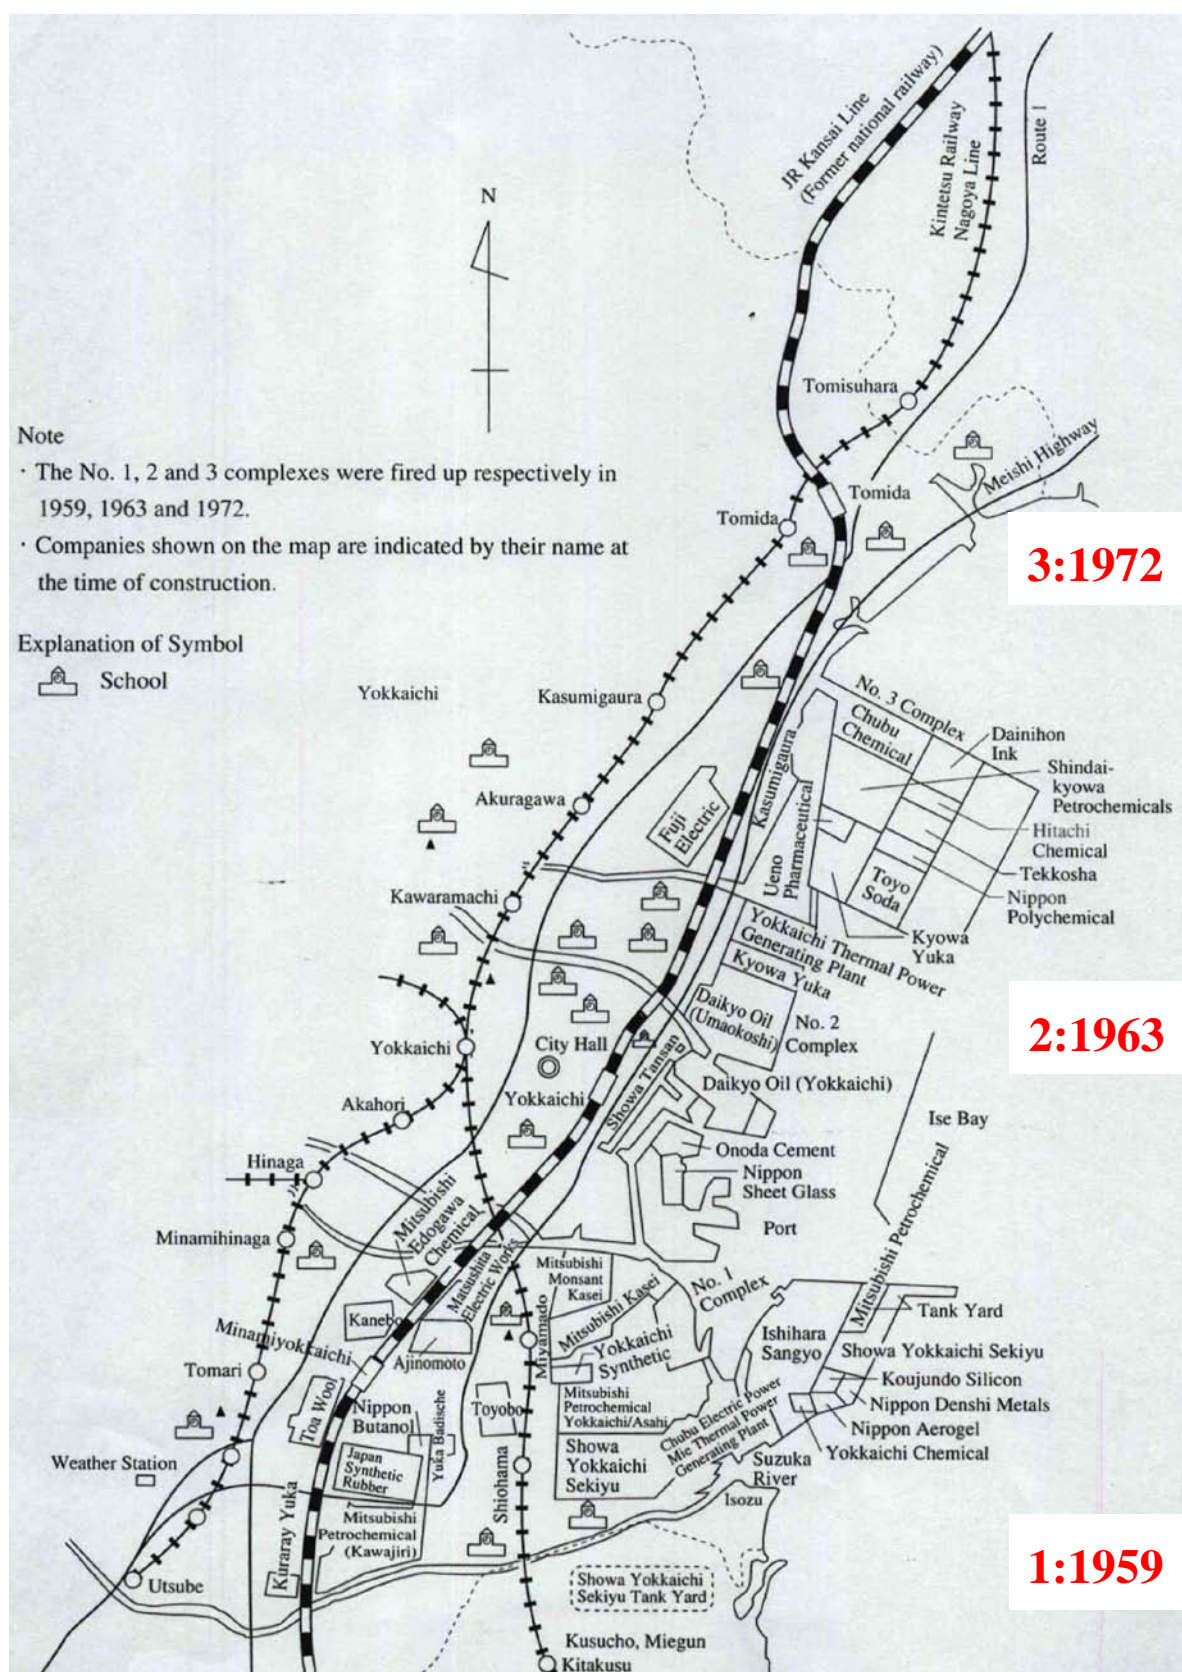 JR Kansai Line
(Former national railway)
Kintetsu Railway
Nagoya Line
Route 1
N
Tomisuhara
Note
· The No. 1, 2 and 3 complexes were fired up respectively in
1959, 1963 and 1972.
· Companies shown on the map are indicated by their name at
the time of construction.
Explanation of Symbol
School
Meishi Highway
Tomida
Tomida
3:1972
Yokkaichi
Kasumigaura
No. 3 Complex
Chubu
Chemical
Dainihon
Ink
Shindai-
kyowa
Petrochemicals
Hitachi
Chemical
Tekkosha
Nippon
Polychemical
Kyowa
Yuka
Toyo
Soda
Ueno
Pharmaceutical
Kasumigaura
Fuji
Electric
Akuragawa
Kawaramachi
Yokkaichi Thermal Power
Generating Plant
Kyowa Yuka
Daikyo Oil
(Umaokoshi)
No. 2
Complex
2:1963
Yokkaichi
City Hall
Yokkaichi
Showa Tansan
Daikyo Oil (Yokkaichi)
Ise Bay
Akahori
Onoda Cement
Nippon
Sheet Glass
Port
Hinaga
Minamihinaga
Mitsubishi
Edogawa
Chemical
Matsushita
Electric Works
Mitsubishi
Monsant
Kasei
Mitsubishi Kasei
No. 1
Complex
Mitsubishi Petrochemical
Tank Yard
Ishihara
Sangyo
Showa Yokkaichi Sekiyu
Koujundo Silicon
Nippon Denshi Metals
Nippon Aerogel
Yokkaichi Chemical
Kanebo
Minamiyokkaichi
Ajinomoto
Miyamado
Yokkaichi
Synthetic
Tomari
Toa Wool
Nippon
Butanol
Yuka Badische
Toyobo
Mitsubishi
Petrochemical
Yokkaichi/Asahi
Chubu Electric Power
Mie Thermal Power
Generating Plant
Showa
Yokkaichi
Sekiyu
Suzuka
River
Isozu
Weather Station
Japan
Synthetic
Rubber
Shiohama
Mitsubishi
Petrochemical
(Kawajiri)
Kuraray Yuka
Utsube
Showa Yokkaichi
Sekiyu Tank Yard
1:1959
Kusucho, Miegun
Kitakusu